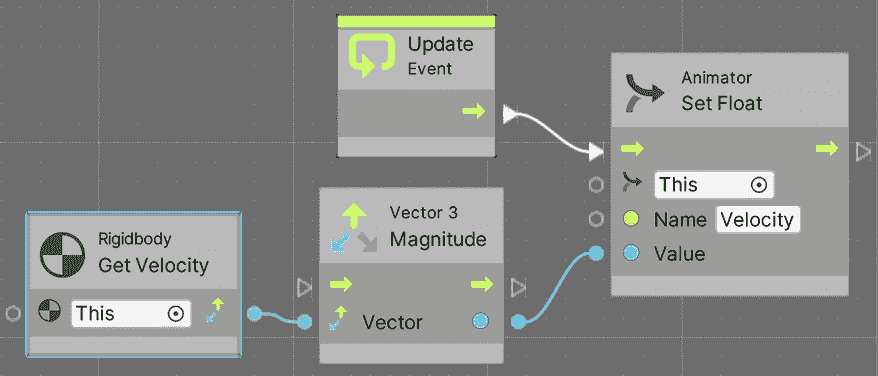 Update
Event
Animator
Set Float
This
Name Velocity
Value
Vector 3
Magnitude
Vector
Rigidbody
Get Velocity
This